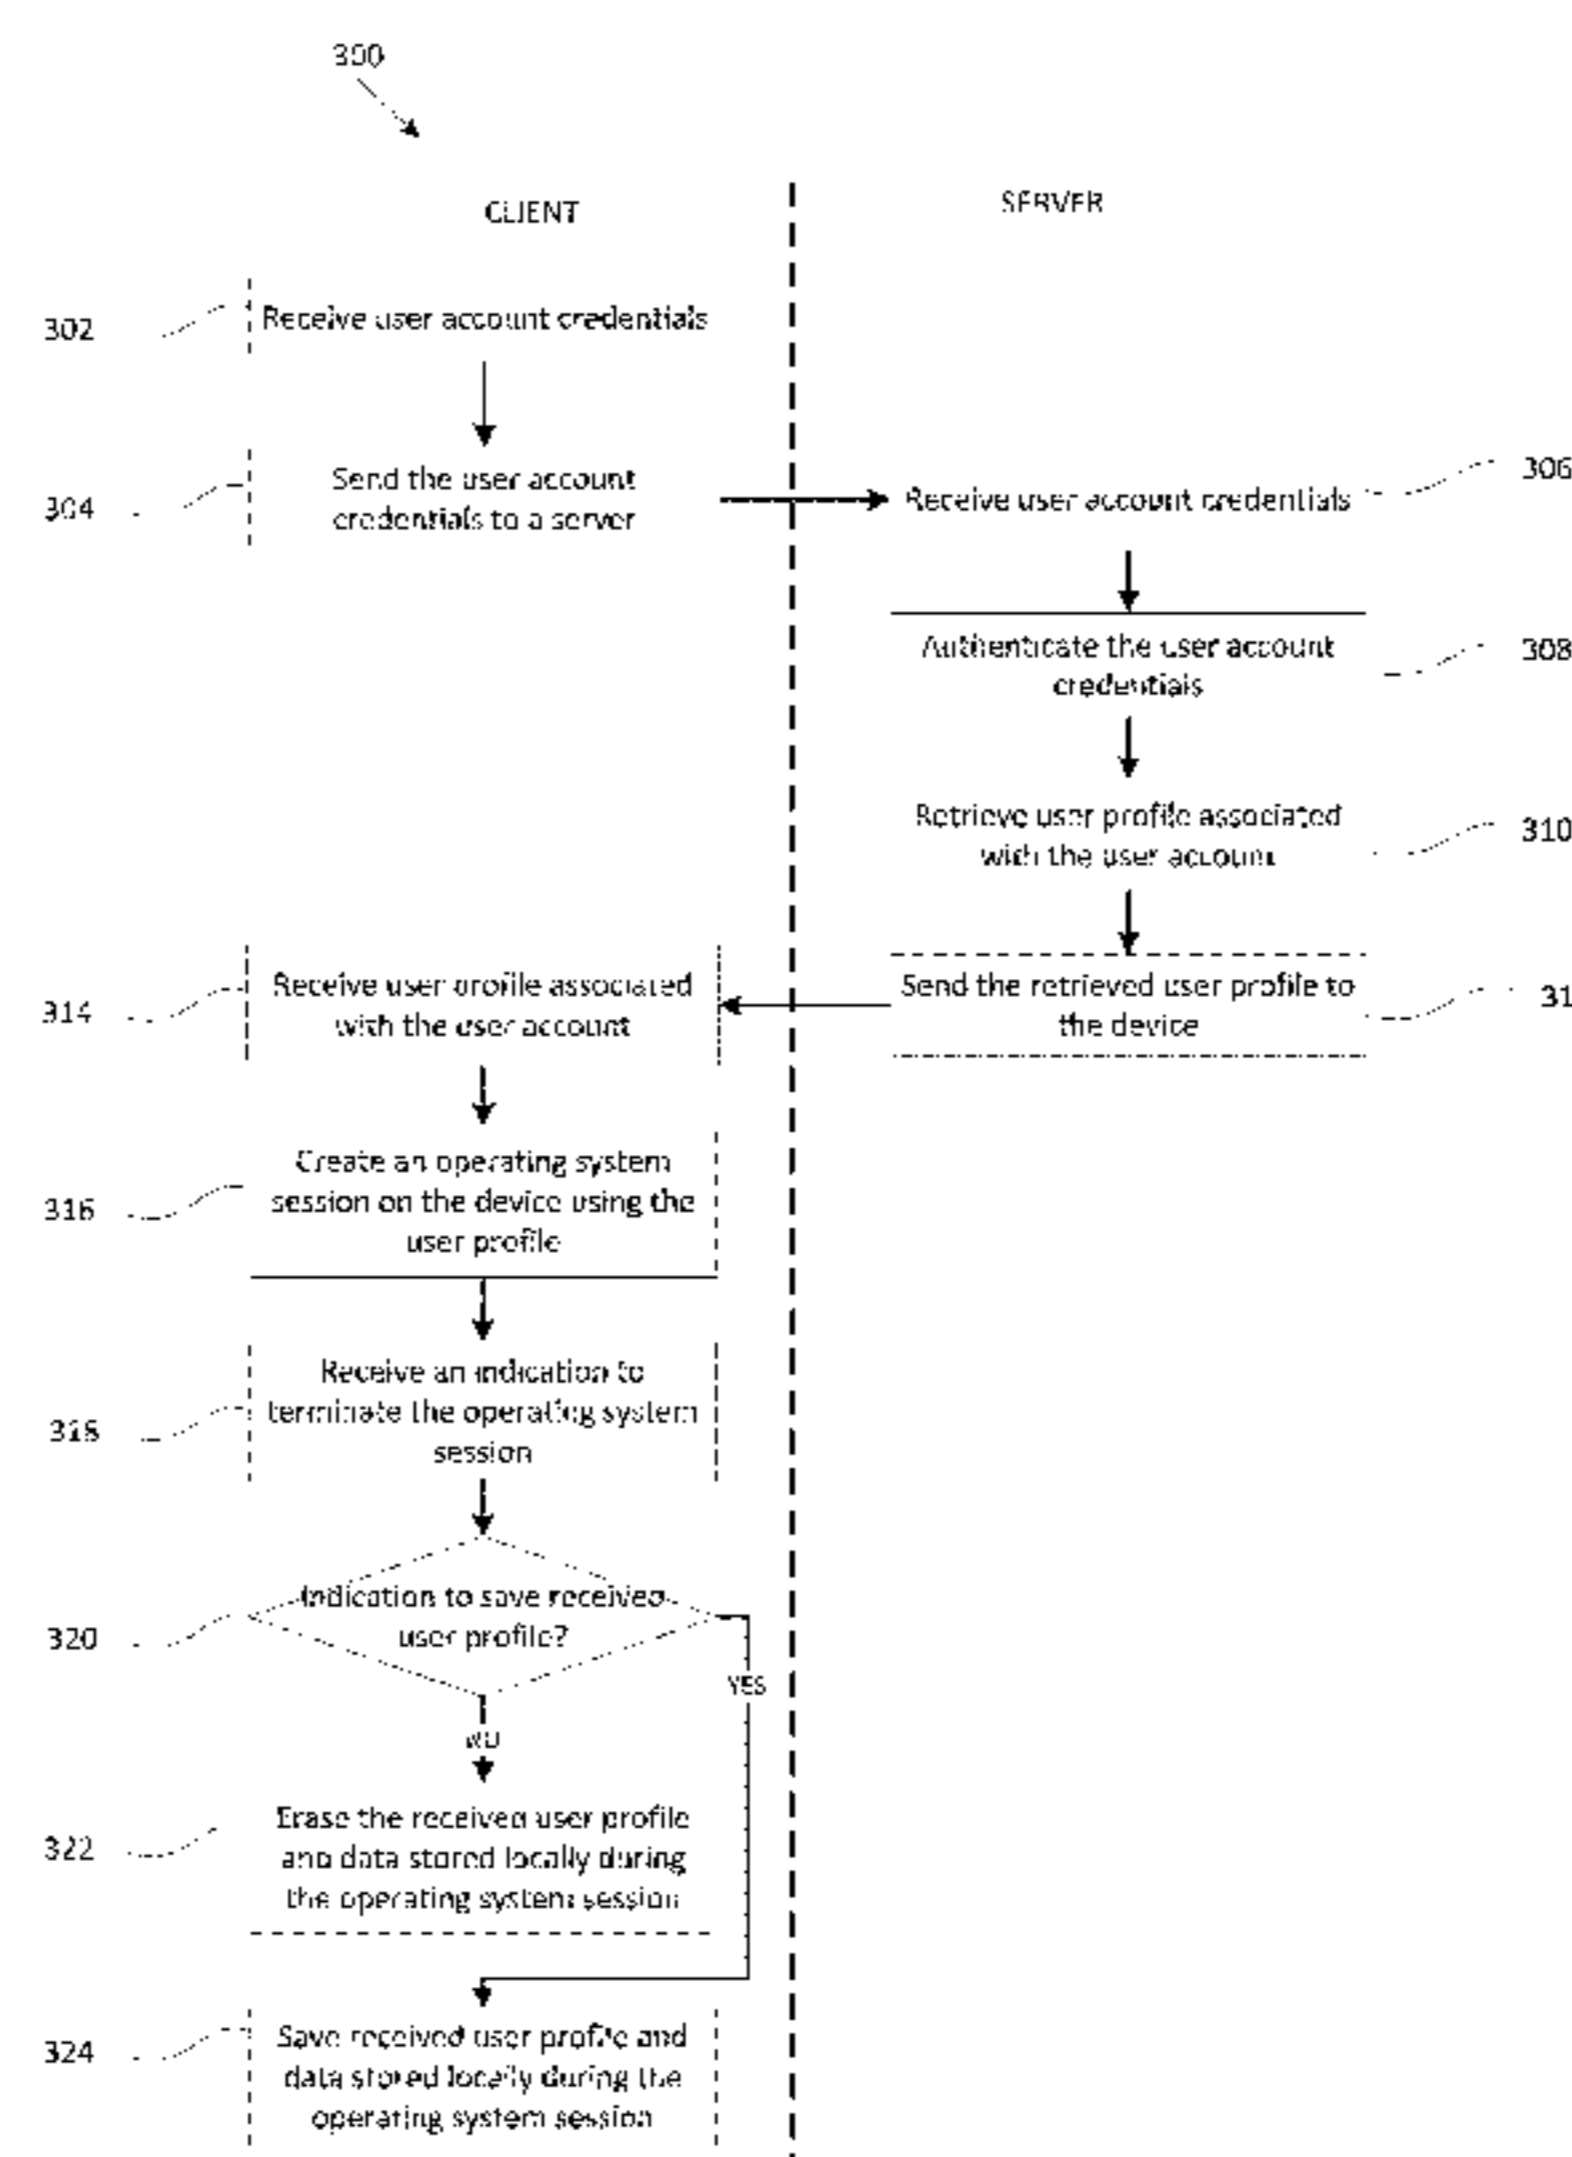 300
CLIENT
SERVER
302
Receive user account credentials
304
Send the user account
credentials to a server
Receive user account credentials
306
Authenticate the user account
credentials
308
Retrieve user profile associated
with the user account
310
314
Receive user profile associated
with the user account
Send the retrieved user profile to
the device
31
316
Create an operating system
session on the device using the
user profile
318
Receive an indication to
terminate the operating system
session
320
Indication to save received
user profile?
YES
NO
322
Erase the received user profile
and data stored locally during
the operating system session
324
Save received user profile and
data stored locally during the
operating system session